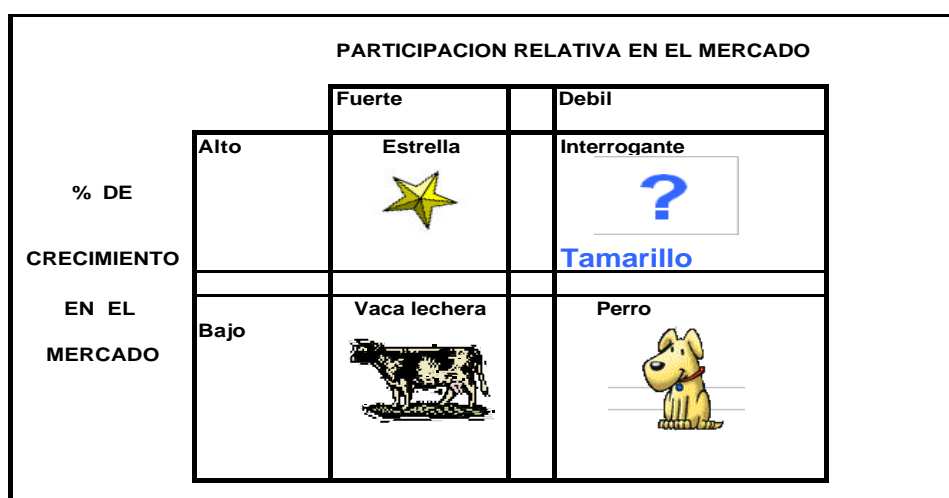 PARTICIPACION RELATIVA EN EL MERCADO
Fuerte
Debil
Alto
Estrella
Interrogante
?
Tamarillo
% DE
CRECIMIENTO
EN EL
MERCADO
Vaca lechera
Perro
Bajo